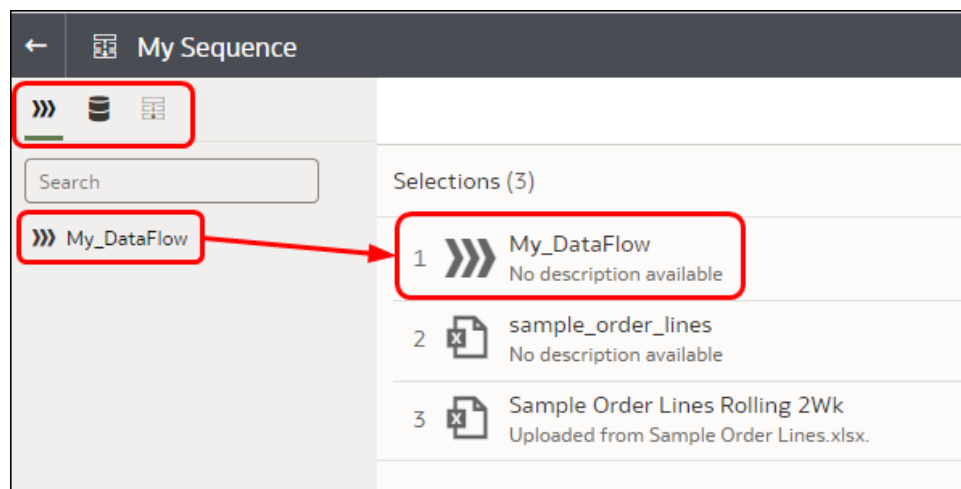 My Sequence
Search
My_DataFlow
Selections (3)
1
My_DataFlow
No description available
2
sample_order_lines
No description available
3
Sample Order Lines Rolling 2Wk
Uploaded from Sample Order Lines.xlsx.